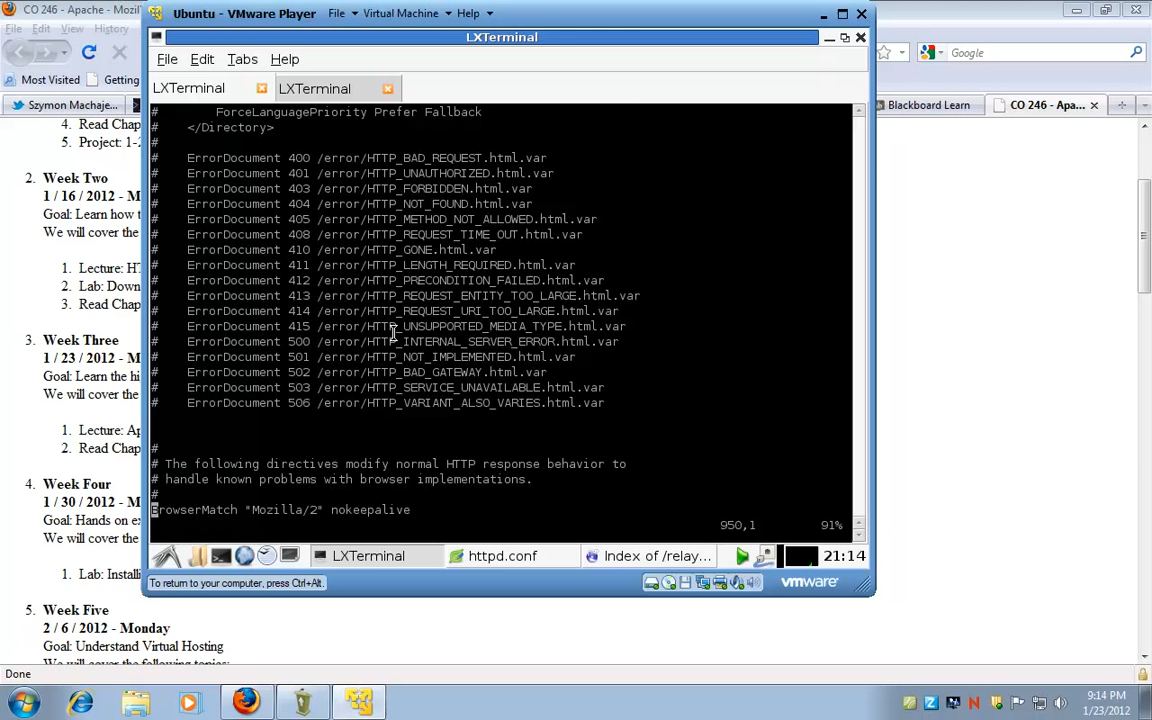 CO 246 - Apache - Mozil
Ubuntu - VMware Player File Virtual Machine Help
File Edit View History
LXTerminal
Google
Most Visited Getting
File Edit Tabs Help
Szymon Machaje...
LXTerminal LXTerminal
Blackboard Learn
CO 246 - Apa...
# ForceLanguagePriority Prefer Fallback
# </Directory>
#
# ErrorDocument 400 /error/HTTP_BAD_REQUEST.html.var
# ErrorDocument 401 /error/HTTP_UNAUTHORIZED.html.var
# ErrorDocument 403 /error/HTTP_FORBIDDEN.html.var
# ErrorDocument 404 /error/HTTP_NOT_FOUND.html.var
# ErrorDocument 405 /error/HTTP_METHOD_NOT_ALLOWED.html.var
# ErrorDocument 408 /error/HTTP_REQUEST_TIME_OUT.html.var
# ErrorDocument 410 /error/HTTP_GONE.html.var
# ErrorDocument 411 /error/HTTP_LENGTH_REQUIRED.html.var
# ErrorDocument 412 /error/HTTP_PRECONDITION_FAILED.html.var
# ErrorDocument 413 /error/HTTP_REQUEST_ENTITY_TOO_LARGE.html.var
# ErrorDocument 414 /error/HTTP_REQUEST_URI_TOO_LARGE.html.var
# ErrorDocument 415 /error/HTTP_UNSUPPORTED_MEDIA_TYPE.html.var
# ErrorDocument 500 /error/HTTP_INTERNAL_SERVER_ERROR.html.var
# ErrorDocument 501 /error/HTTP_NOT_IMPLEMENTED.html.var
# ErrorDocument 502 /error/HTTP_BAD_GATEWAY.html.var
# ErrorDocument 503 /error/HTTP_SERVICE_UNAVAILABLE.html.var
# ErrorDocument 506 /error/HTTP_VARIANT_ALSO_VARIES.html.var
#
# The following directives modify normal HTTP response behavior to
# handle known problems with browser implementations.
#
BrowserMatch "Mozilla/2" nokeepalive
950,1 91%
LXTerminal httpd.conf Index of /relay... 21:14
To return to your computer, press Ctrl+Alt.
vmware
4. Read Chap
5. Project: 1-2
2. Week Two
1 / 16 / 2012 - M
Goal: Learn how t
We will cover the
1. Lecture: HT
2. Lab: Down
3. Read Chap
3. Week Three
1 / 23 / 2012 - M
Goal: Learn the hi
We will cover the
1. Lecture: Ap
2. Read Chap
4. Week Four
1 / 30 / 2012 - M
Goal: Hands on ex
We will cover the
1. Lab: Installi
5. Week Five
2 / 6 / 2012 - Monday
Goal: Understand Virtual Hosting
We will cover the following topics:
Done
9:14 PM
1/23/2012